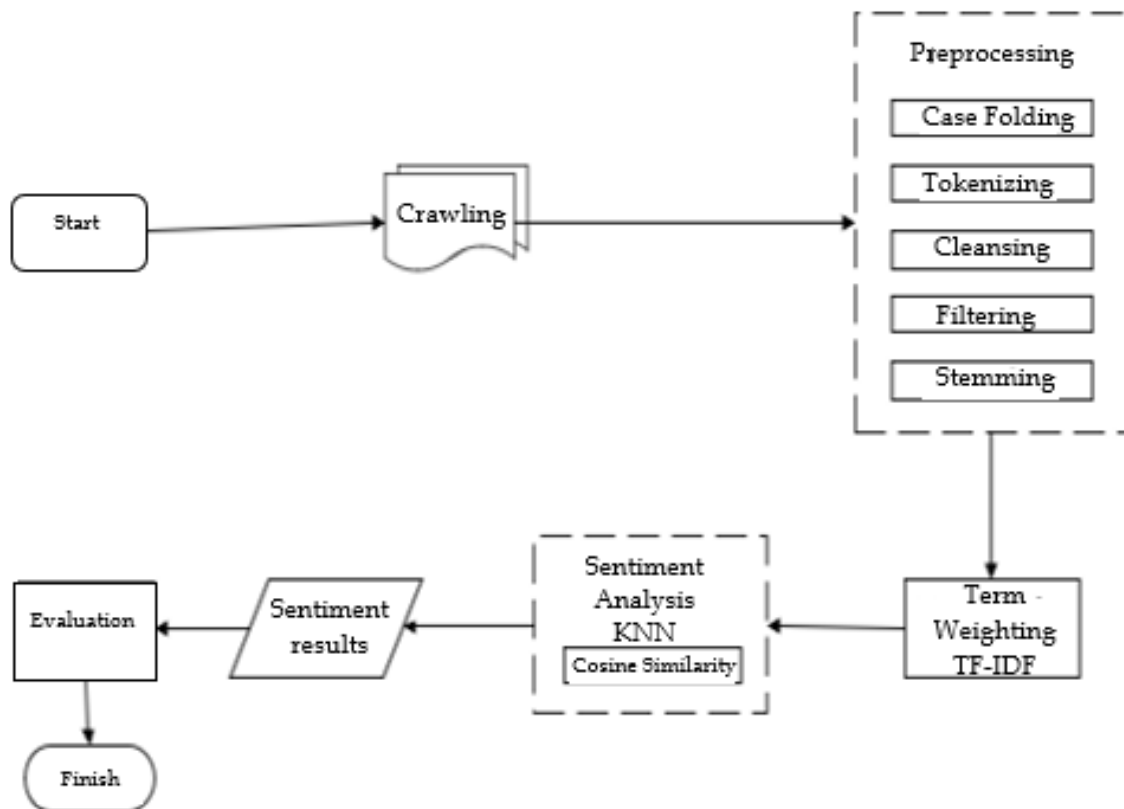 Start
Crawling
Preprocessing
Case Folding
Tokenizing
Cleansing
Filtering
Stemming
Term -
Weighting
TF-IDF
Sentiment
Analysis
KNN
Cosine Similarity
Sentiment
results
Evaluation
Finish